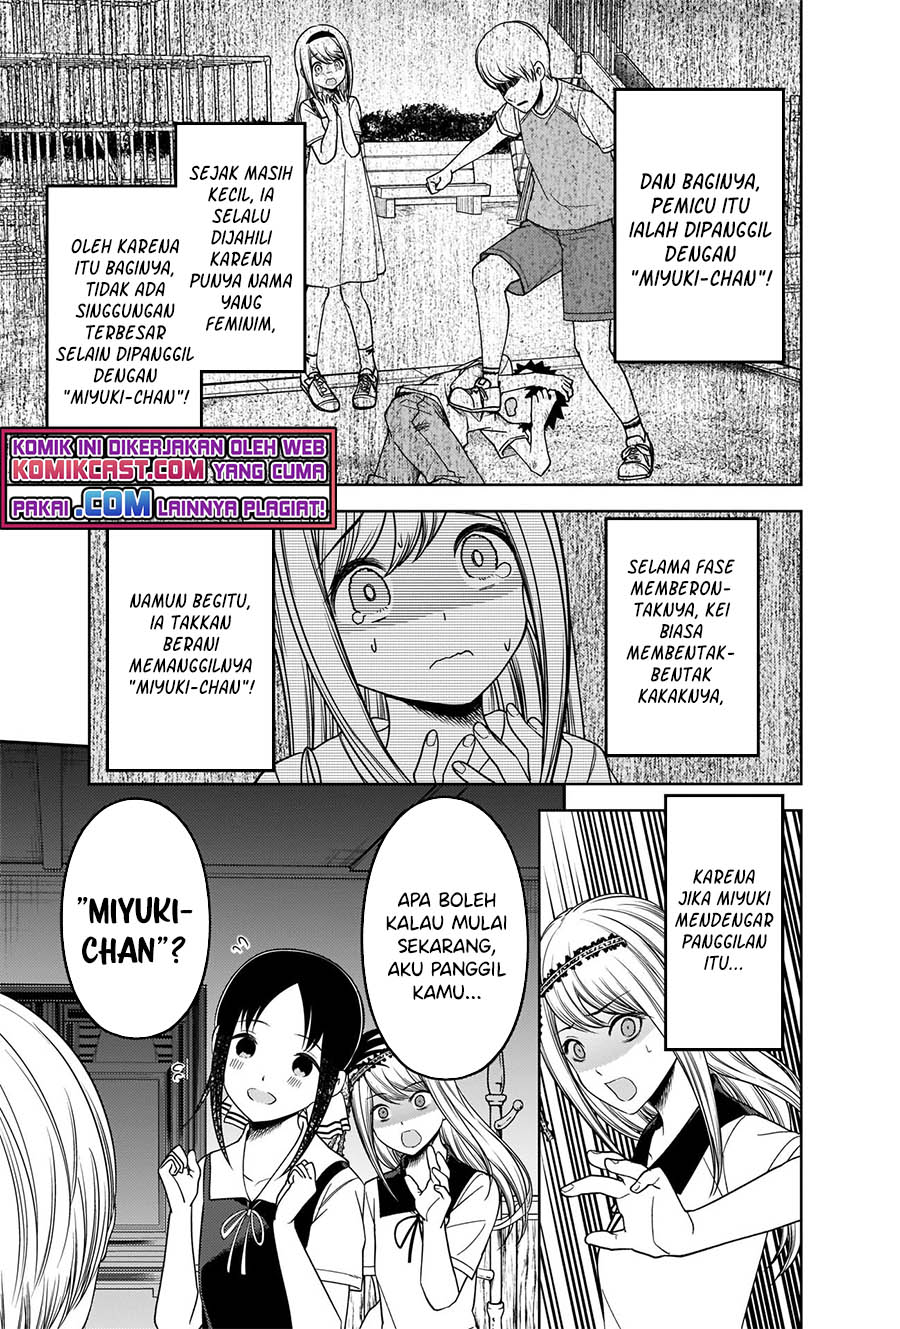 DAN BAGINYA,
PEMICU ITU
IALAH DIPANGGIL
DENGAN
"MIYUKI-CHAN"!
SEJAK MASIH
KECIL, IA
SELALU
DIJAHILI
KARENA
PUNYA NAMA
YANG
FEMINIM,
OLEH KARENA
ITU BAGINYA,
TIDAK ADA
SINGGUNGAN
TERBESAR
SELAIN DIPANGGIL
DENGAN
"MIYUKI-CHAN"!
KOMIK INI DIKERJAKAN OLEH WEB
KOMIKCAST.COM YANG CUMA
PAKAI .COM LAINNYA PLAGIAT!
SELAMA FASE
MEMBERON-
TAKNYA, KEI
BIASA
MEMBENTAK-
BENTAK
KAKAKNYA,
NAMUN BEGITU,
IA TAKKAN
BERANI
MEMANGGILNYA
"MIYUKI-CHAN"!
KARENA
JIKA MIYUKI
MENDENGAR
PANGGILAN
ITU...
APA BOLEH
KALAU MULAI
SEKARANG,
AKU PANGGIL
KAMU...
"MIYUKI-
CHAN"?